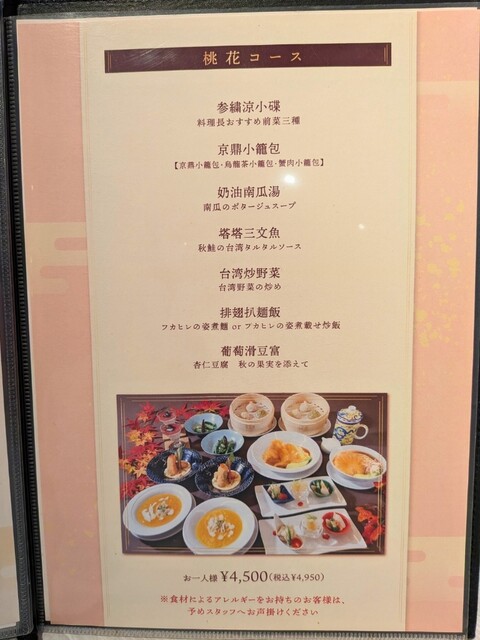 桃花コース
参繍涼小碟
料理長おすすめ前菜三種
京鼎小籠包
【京鼎小籠包・烏龍茶小籠包・蟹肉小籠包】
奶油南瓜湯
南瓜のポタージュスープ
塔塔三文魚
秋鮭の台湾タルタルソース
台湾炒野菜
台湾野菜の炒め
排翅扒麺飯
フカヒレの姿煮麺 or フカヒレの姿煮載せ炒飯
葡萄滑豆富
杏仁豆腐 秋の果実を添えて
お一人様 ¥4,500(税込¥4,950)
※食材によるアレルギーをお持ちのお客様は、
予めスタッフへお声掛けください